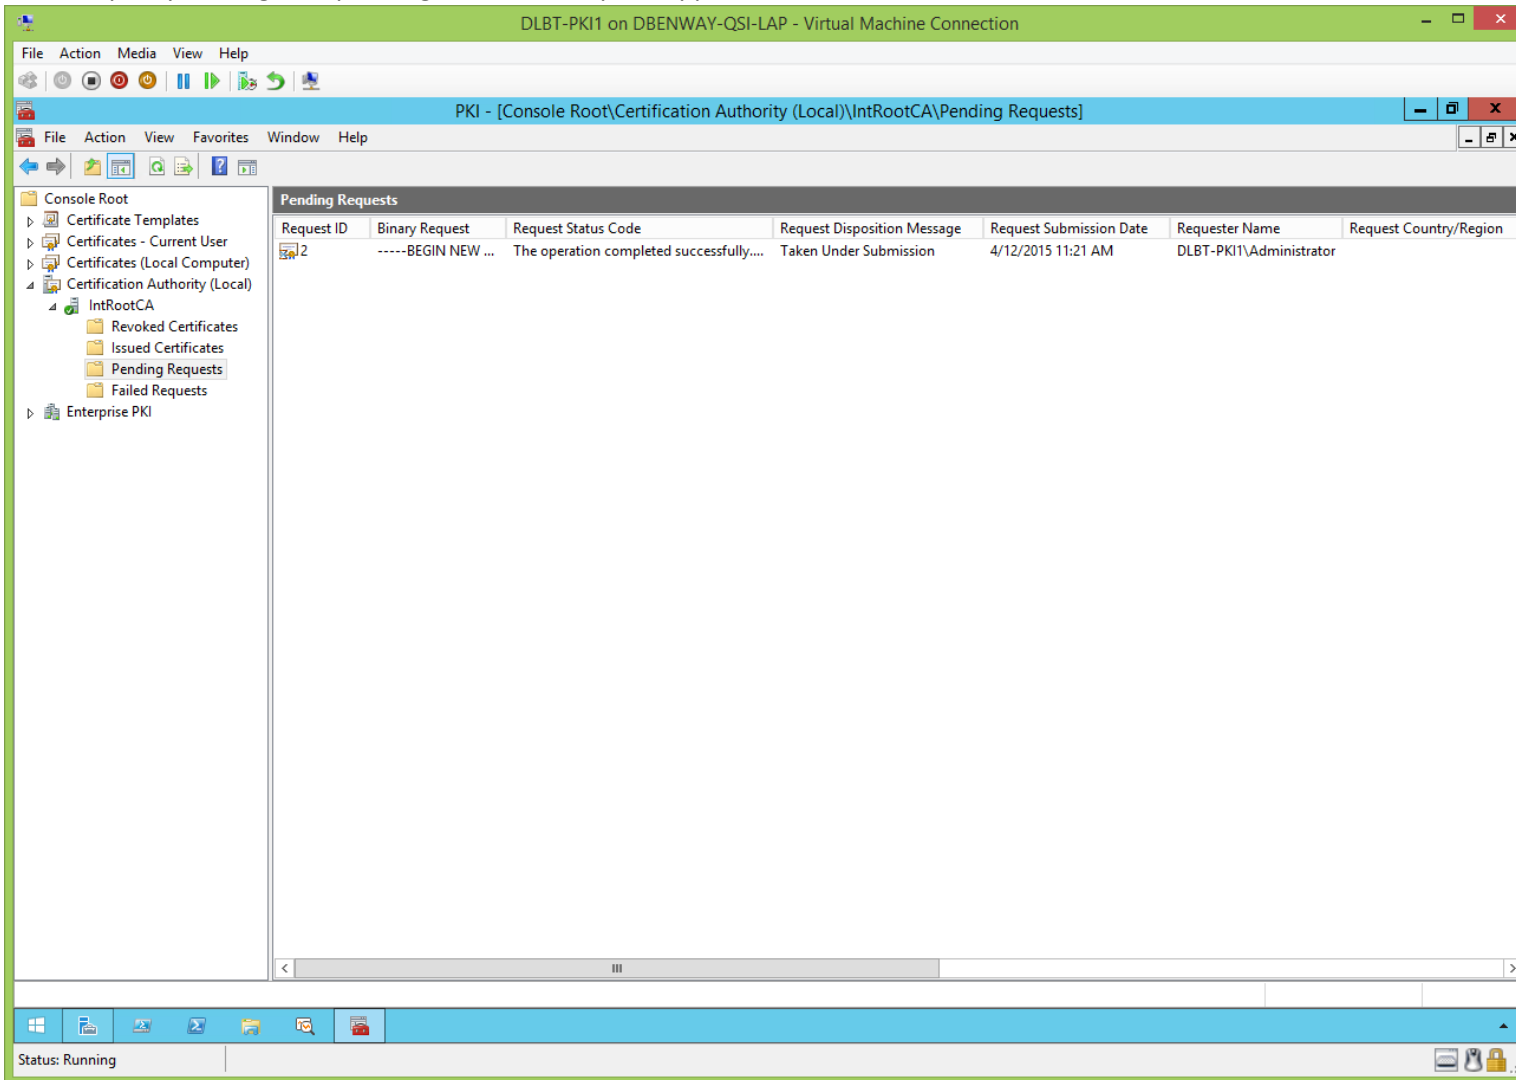 DLBT-PKI1 on DBENWAY-QSI-LAP - Virtual Machine Connection
File Action Media View Help
PKI - [Console Root\Certification Authority (Local)\IntRootCA\Pending Requests]
File Action View Favorites Window Help
Console Root
Certificate Templates
Certificates - Current User
Certificates (Local Computer)
Certification Authority (Local)
IntRootCA
Revoked Certificates
Issued Certificates
Pending Requests
Failed Requests
Enterprise PKI
Pending Requests
Request ID Binary Request Request Status Code Request Disposition Message Request Submission Date Requester Name Request Country/Region
2 -----BEGIN NEW ... The operation completed successfully.... Taken Under Submission 4/12/2015 11:21 AM DLBT-PKI1\Administrator
Status: Running